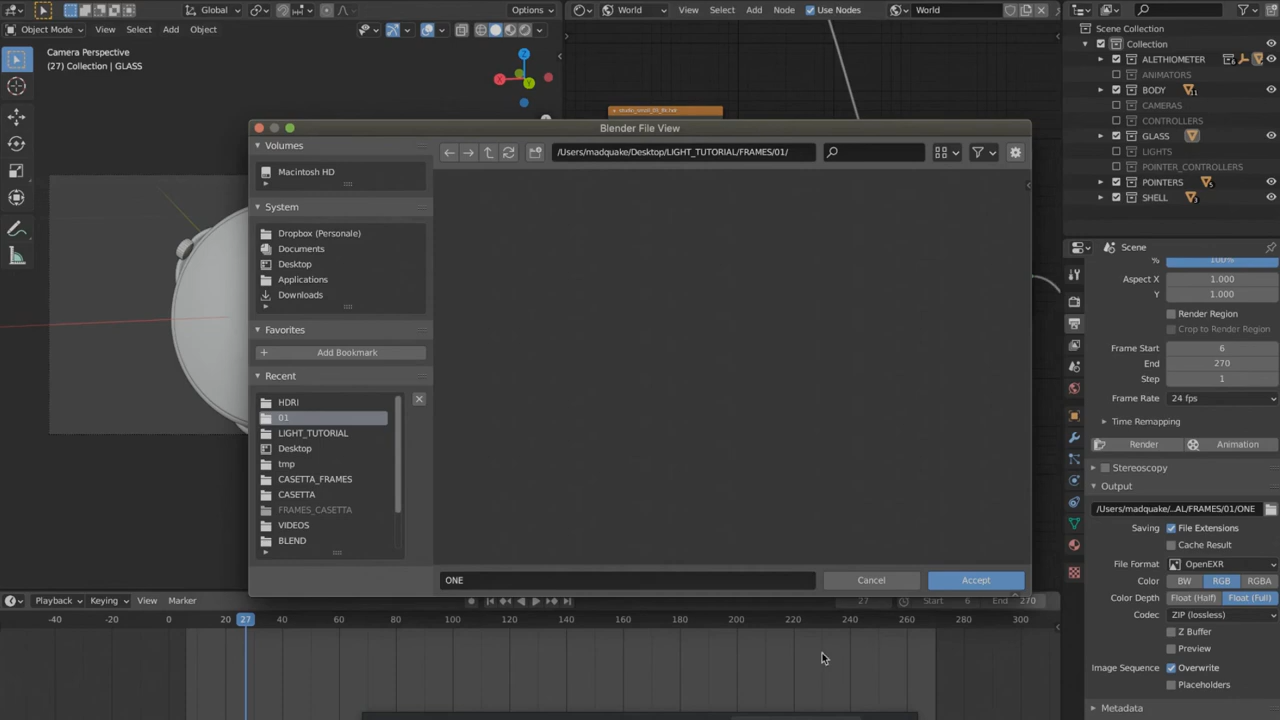 Global
Options
World
View
Select
Add
Node
Use Nodes
World
Object Mode
View
Select
Add
Object
Camera Perspective
(27) Collection | GLASS
Z
X
Y
Scene Collection
Collection
ALETHIOMETER
ANIMATORS
BODY
CAMERAS
CONTROLLERS
GLASS
LIGHTS
POINTER_CONTROLLERS
POINTERS
SHELL
Blender File View
Volumes
Macintosh HD
System
Dropbox (Personale)
Documents
Desktop
Applications
Downloads
Favorites
Add Bookmark
Recent
HDRI
01
LIGHT_TUTORIAL
Desktop
tmp
CASETTA_FRAMES
CASETTA
FRAMES_CASETTA
VIDEOS
BLEND
/Users/madquake/Desktop/LIGHT_TUTORIAL/FRAMES/01/
ONE
Cancel
Accept
Scene
% 100%
Aspect X 1.000
Y 1.000
Render Region
Crop to Render Region
Frame Start 6
End 270
Step 1
Frame Rate 24 fps
Time Remapping
Render Animation
Stereoscopy
Output
/Users/madquake/...AL/FRAMES/01/ONE
Saving File Extensions
Cache Result
File Format OpenEXR
Color BW RGB RGBA
Color Depth Float (Half) Float (Full)
Codec ZIP (lossless)
Z Buffer
Preview
Image Sequence Overwrite
Placeholders
Metadata
Playback Keying View Marker
27 Start 6 End 270
-40 -20 0 20 27 40 60 80 100 120 140 160 180 200 220 240 260 280 300